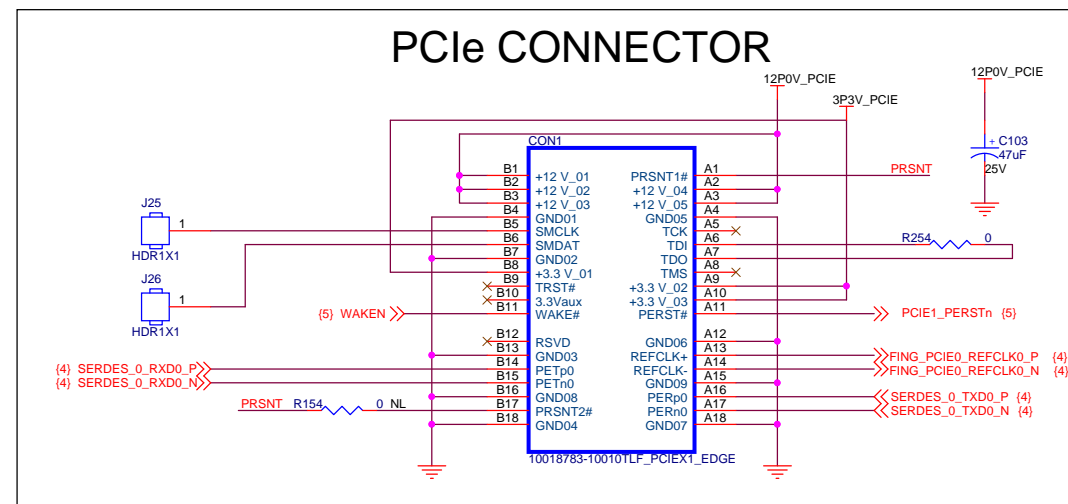 PCIe CONNECTOR
12P0V_PCIE
12P0V_PCIE
3P3V_PCIE
CON1
+ C103
47uF
25V
B1 +12 V_01 PRSNT1# A1 PRSNT
B2 +12 V_02 +12 V_04 A2
B3 +12 V_03 +12 V_05 A3
J25 B4 GND01 GND05 A4
1 B5 SMCLK TCK A5
B6 SMDAT TDI A6 R254 0
HDR1X1 B7 GND02 TDO A7
B8 +3.3 V_01 TMS A8
J26 B9 TRST# +3.3 V_02 A9
1 B10 3.3Vaux +3.3 V_03 A10
{5} WAKEN B11 WAKE# PERST# A11 PCIE1_PERSTn {5}
HDR1X1
B12 RSVD GND06 A12
B13 GND03 REFCLK+ A13 FING_PCIE0_REFCLK0_P {4}
{4} SERDES_0_RXD0_P B14 PETp0 REFCLK- A14 FING_PCIE0_REFCLK0_N {4}
{4} SERDES_0_RXD0_N B15 PETn0 GND09 A15
B16 GND08 PERp0 A16 SERDES_0_TXD0_P {4}
PRSNT R154 0 NL B17 PRSNT2# PERn0 A17 SERDES_0_TXD0_N {4}
B18 GND04 GND07 A18
10018783-10010TLF_PCIEX1_EDGE